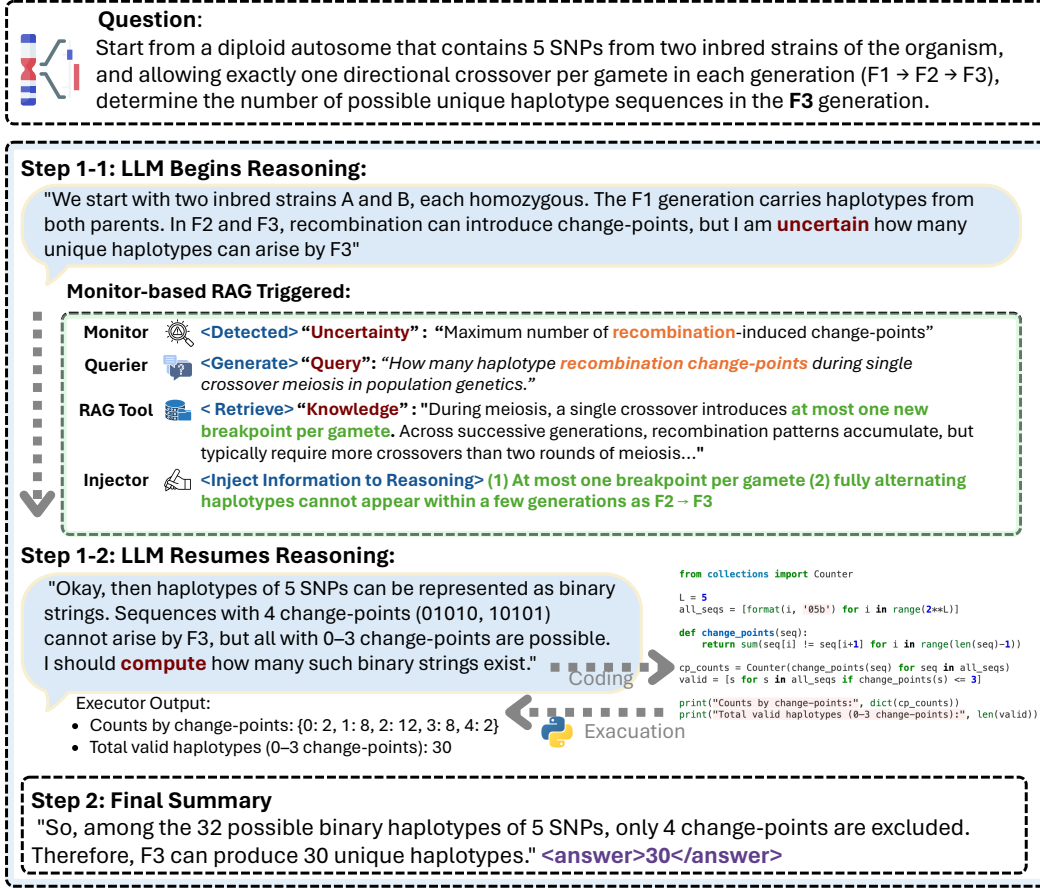 Question:
Start from a diploid autosome that contains 5 SNPs from two inbred strains of the organism,
and allowing exactly one directional crossover per gamete in each generation (F1 → F2 → F3),
determine the number of possible unique haplotype sequences in the F3 generation.
Step 1-1: LLM Begins Reasoning:
"We start with two inbred strains A and B, each homozygous. The F1 generation carries haplotypes from
both parents. In F2 and F3, recombination can introduce change-points, but I am uncertain how many
unique haplotypes can arise by F3"
Monitor-based RAG Triggered:
Monitor <Detected> “Uncertainty” : “Maximum number of recombination-induced change-points”
Querier <Generate> “Query”: “How many haplotype recombination change-points during single
crossover meiosis in population genetics.”
RAG Tool < Retrieve> “Knowledge” : "During meiosis, a single crossover introduces at most one new
breakpoint per gamete. Across successive generations, recombination patterns accumulate, but
typically require more crossovers than two rounds of meiosis..."
Injector <Inject Information to Reasoning> (1) At most one breakpoint per gamete (2) fully alternating
haplotypes cannot appear within a few generations as F2 → F3
Step 1-2: LLM Resumes Reasoning:
"Okay, then haplotypes of 5 SNPs can be represented as binary
strings. Sequences with 4 change-points (01010, 10101)
cannot arise by F3, but all with 0–3 change-points are possible.
I should compute how many such binary strings exist."
from collections import Counter
L = 5
all_seqs = [format(i, '05b') for i in range(2**L)]
def change_points(seq):
return sum(seq[i] != seq[i+1] for i in range(len(seq)-1))
cp_counts = Counter(change_points(seq) for seq in all_seqs)
valid = [s for s in all_seqs if change_points(s) <= 3]
print("Counts by change-points:", dict(cp_counts))
print("Total valid haplotypes (0–3 change-points):", len(valid))
Coding
Exacuation
Executor Output:
• Counts by change-points: {0: 2, 1: 8, 2: 12, 3: 8, 4: 2}
• Total valid haplotypes (0–3 change-points): 30
Step 2: Final Summary
"So, among the 32 possible binary haplotypes of 5 SNPs, only 4 change-points are excluded.
Therefore, F3 can produce 30 unique haplotypes." <answer>30</answer>